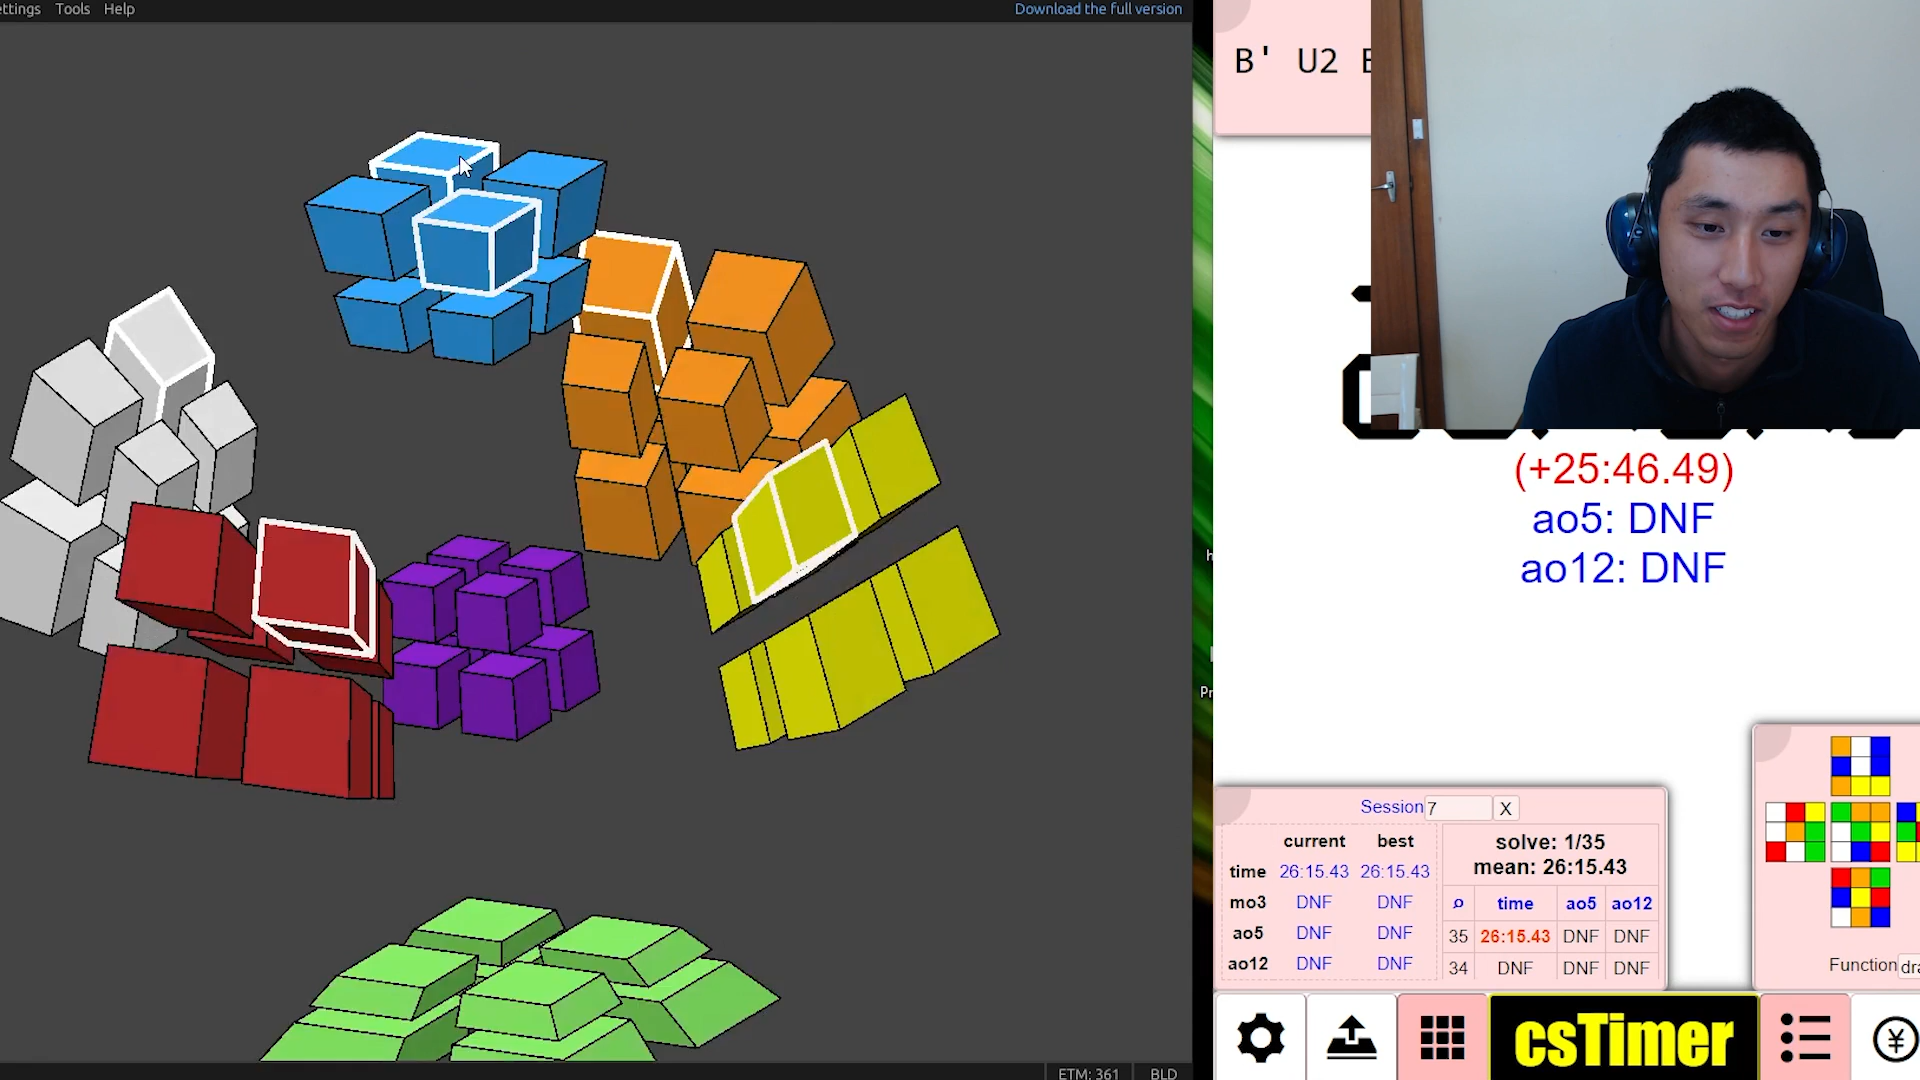 Tools Help
Download the full version
B' U2
(+25:46.49)
ao5: DNF
ao12: DNF
Session 7 X
current best
time 26:15.43 26:15.43
mo3 DNF DNF
ao5 DNF DNF
ao12 DNF DNF
solve: 1/35
mean: 26:15.43
time ao5 ao12
35 26:15.43 DNF DNF
34 DNF DNF DNF
Function
csTimer
ETM: 361 BLD